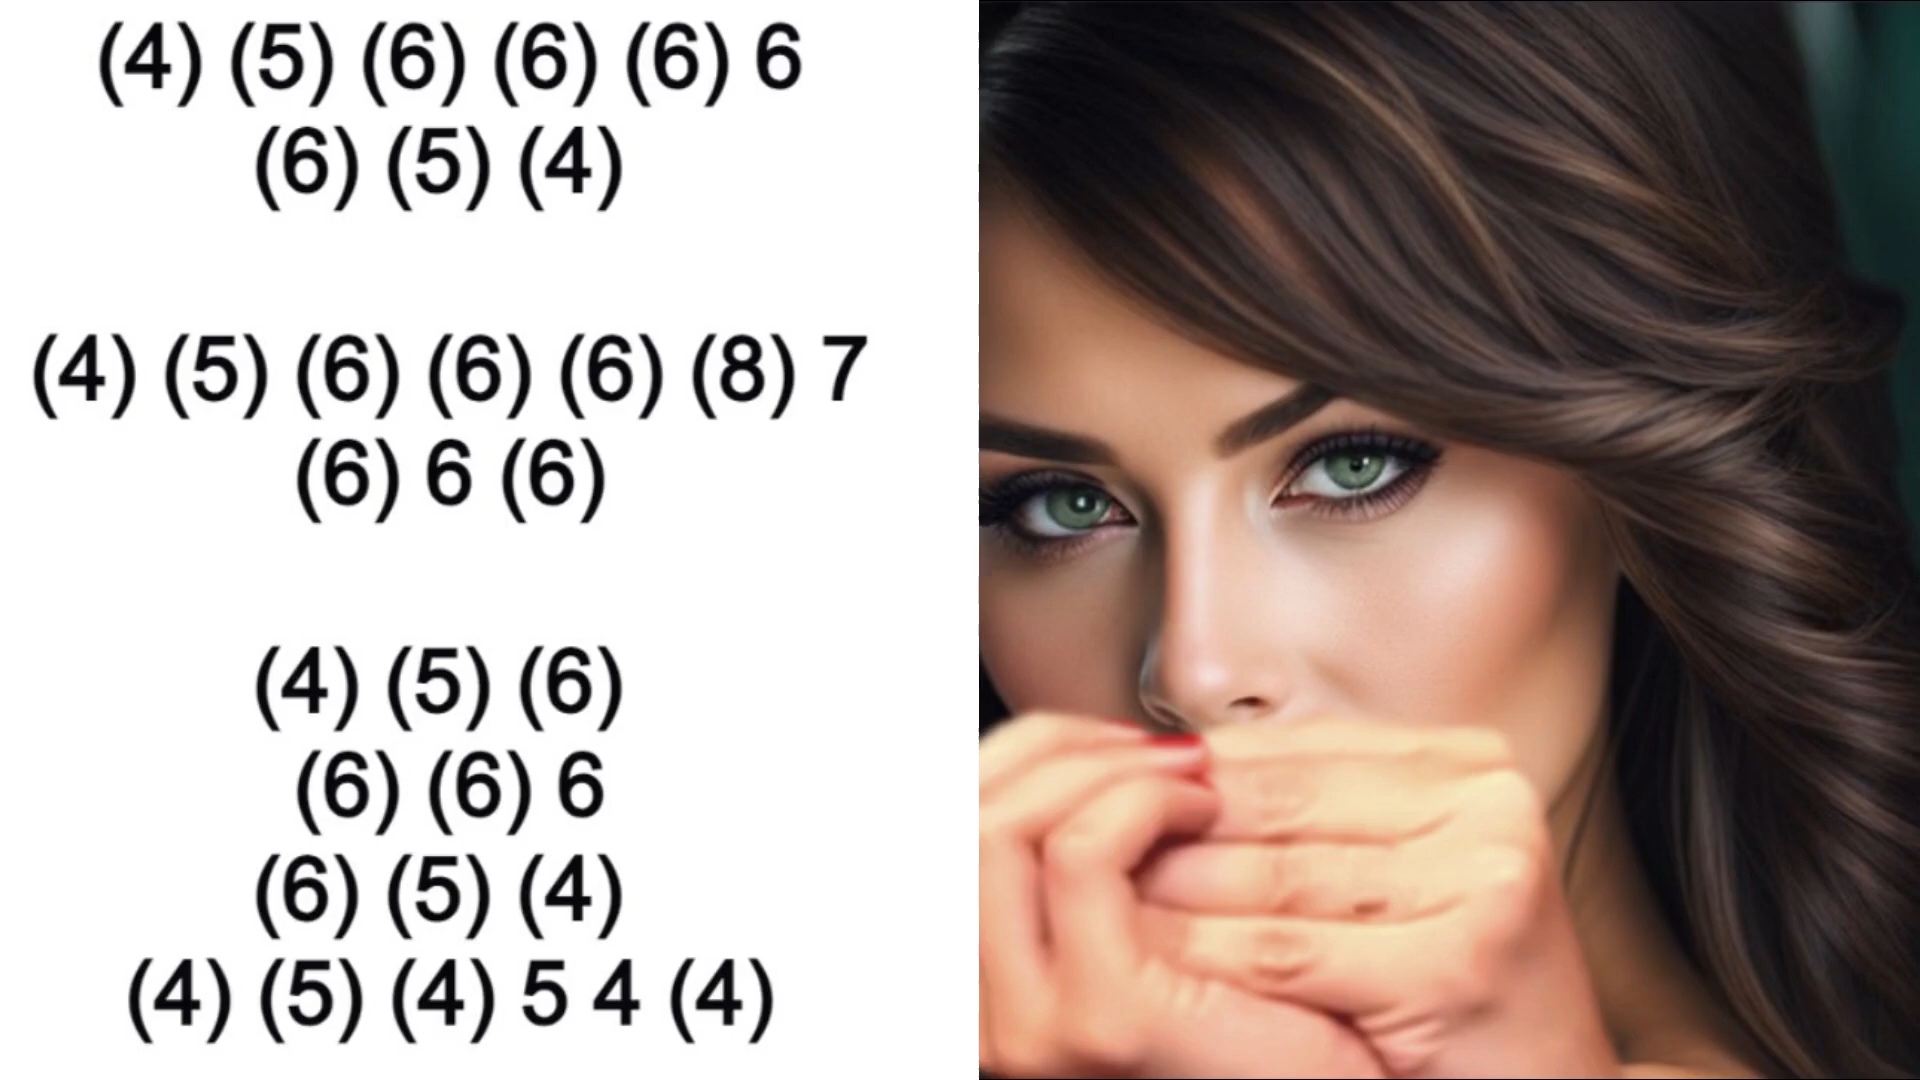 (4) (5) (6) (6) (6) 6
(6) (5) (4)
(4) (5) (6) (6) (6) (8) 7
(6) 6 (6)
(4) (5) (6)
(6) (6) 6
(6) (5) (4)
(4) (5) (4) 5 4 (4)